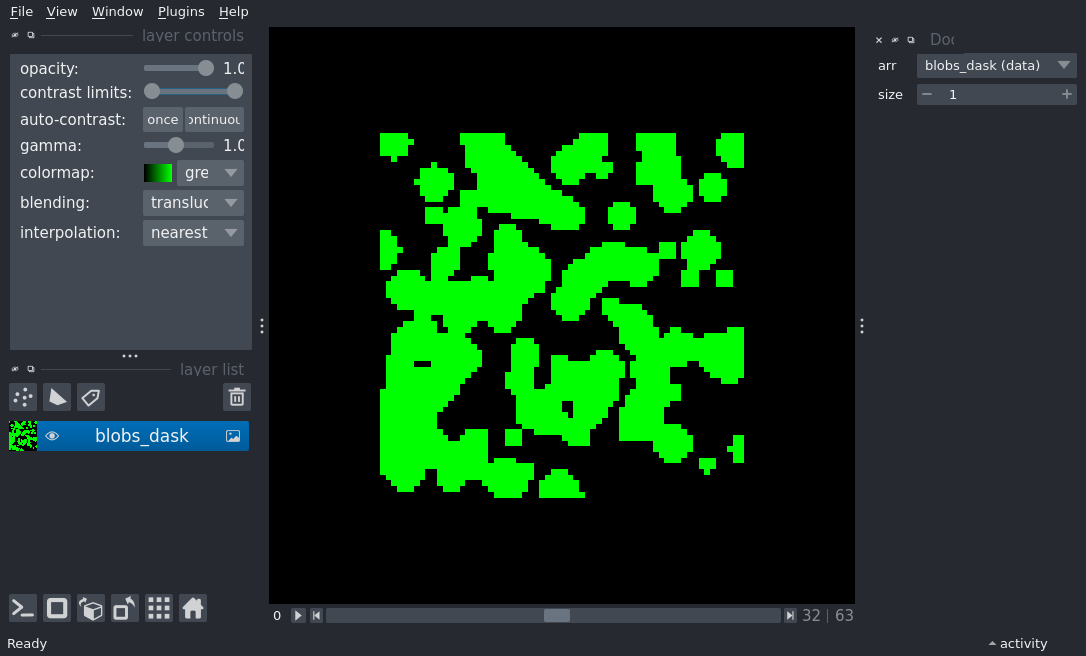 File View Window Plugins Help
layer controls
opacity: 1.0
contrast limits:
auto-contrast: once ontinuou
gamma: 1.0
colormap: gre
blending: transluc
interpolation: nearest
layer list
blobs_dask
0 32 | 63
Ready
Doc
arr blobs_dask (data)
size 1
activity